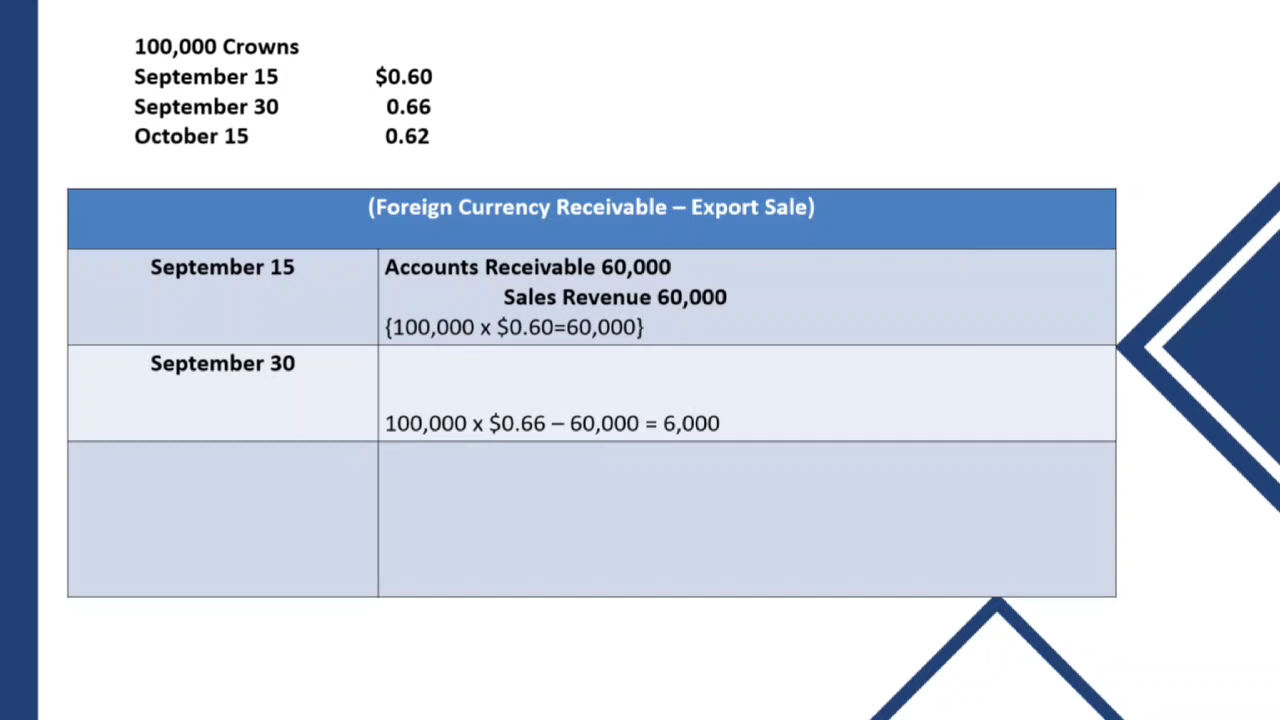 100,000 Crowns
September 15 $0.60
September 30 0.66
October 15 0.62
(Foreign Currency Receivable – Export Sale)
September 15
Accounts Receivable 60,000
Sales Revenue 60,000
{100,000 x $0.60=60,000}
September 30
100,000 x $0.66 – 60,000 = 6,000